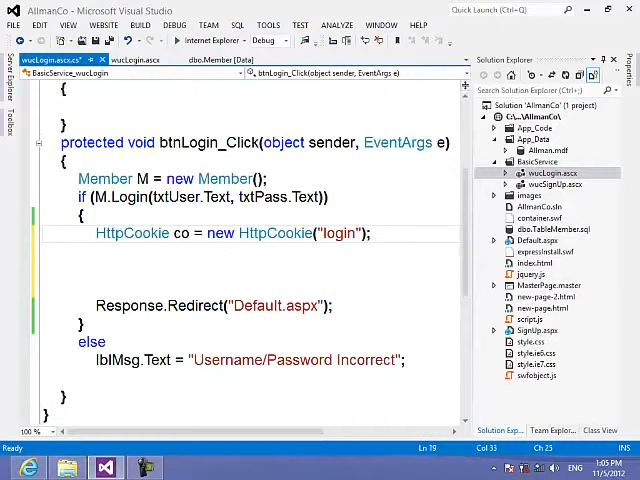 AllmanCo - Microsoft Visual Studio
Quick Launch (Ctrl+Q)
FILE EDIT VIEW WEBSITE BUILD DEBUG TEAM SQL TOOLS TEST ANALYZE WINDOW HELP
Internet Explorer Debug
wucLogin.ascx.cs* wucLogin.ascx dbo.Member [Data]
BasicService_wucLogin btnLogin_Click(object sender, EventArgs e)
Server Explorer
Toolbox
{
}
protected void btnLogin_Click(object sender, EventArgs e)
{
Member M = new Member();
if (M.Login(txtUser.Text, txtPass.Text))
{
HttpCookie co = new HttpCookie("login");
Response.Redirect("Default.aspx");
}
else
lblMsg.Text = "Username/Password Incorrect";
}
}
100 %
Solution Explorer
Search Solution Explorer (Ctrl+;)
Solution 'AllmanCo' (1 project)
C:\...\AllmanCo\
App_Code
App_Data
Allman.mdf
BasicService
wucLogin.ascx
wucSignUp.ascx
images
AllmanCo.sln
container.swf
dbo.TableMember.sql
Default.aspx
expressInstall.swf
index.html
jquery.js
MasterPage.master
new-page-2.html
new-page.html
script.js
SignUp.aspx
style.css
style.ie6.css
style.ie7.css
swfobject.js
Solution Exp... Team Explor... Class View
Properties
Ready Ln 19 Col 33 Ch 25 INS
ENG
1:05 PM
11/5/2012